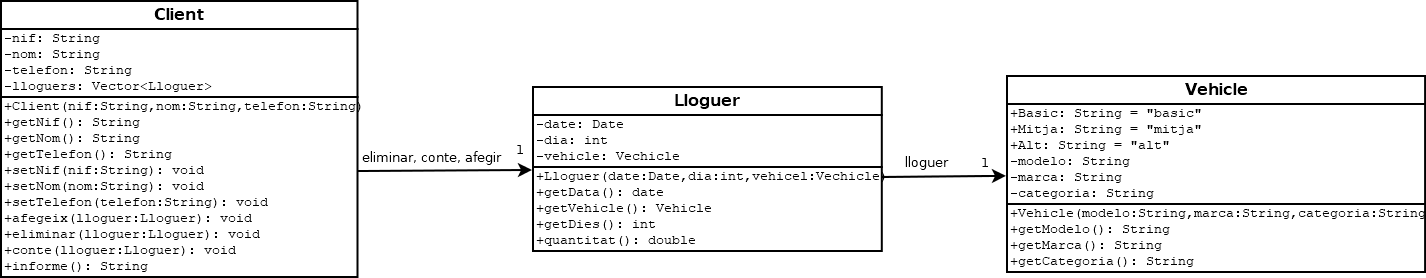 Client
-nif: String
-nom: String
-telefon: String
-lloguers: Vector<Lloguer>
+Client(nif:String,nom:String,telefon:String)
+getNif(): String
+getNom(): String
+getTelefon(): String
+setNif(nif:String): void
+setNom(nom:String): void
+setTelefon(telefon:String): void
+afegeix(lloguer:Lloguer): void
+eliminar(lloguer:Lloguer): void
+conte(lloguer:Lloguer): void
+informe(): String
eliminar, conte, afegir
1
Lloguer
-date: Date
-dia: int
-vehicle: Vechicle
+Lloguer(date:Date,dia:int,vehicel:Vechicle)
+getData(): date
+getVehicle(): Vehicle
+getDies(): int
+quantitat(): double
lloguer
1
Vehicle
+Basic: String = "basic"
+Mitja: String = "mitja"
+Alt: String = "alt"
-modelo: String
-marca: String
-categoria: String
+Vehicle(modelo:String,marca:String,categoria:String
+getModelo(): String
+getMarca(): String
+getCategoria(): String